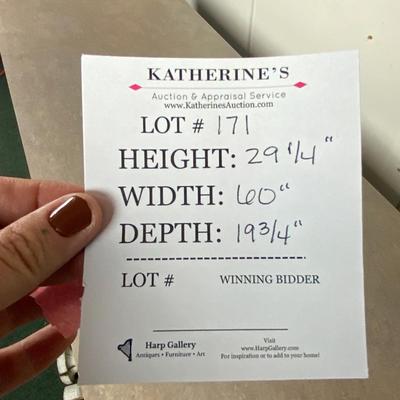 KATHERINE'S
Auction & Appraisal Service
www.KatherinesAuction.com
LOT # 171
HEIGHT: 29 1/4"
WIDTH: 60"
DEPTH: 19 3/4"
LOT # WINNING BIDDER
Harp Gallery
Antiques • Furniture • Art
Visit
www.HarpGallery.com
For inspiration or to add to your home!